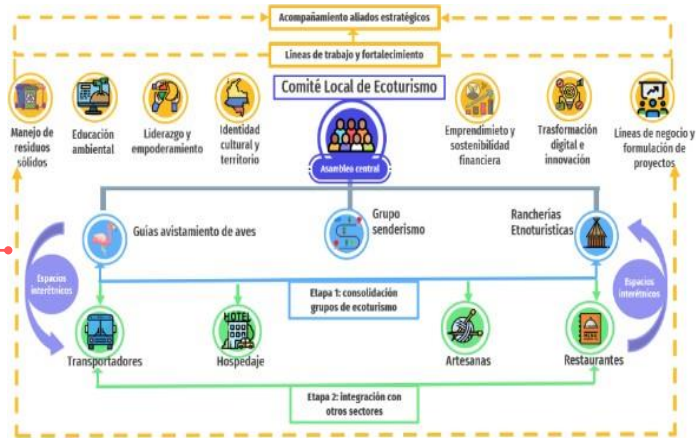 Acompañamiento aliados estratégicos
Líneas de trabajo y fortalecimiento
Comité Local de Ecoturismo
Asamblea central
Manejo de
residuos
sólidos
Educación
ambiental
Liderazgo y
empoderamiento
Identidad
cultural y
territorio
Emprendimieto y
sostenibilidad
financiera
Trasformación
digital e
innovación
Líneas de negocio y
formulación de
proyectos
Guías avistamiento de aves
Grupo
senderismo
Rancherías
Etnoturisticas
Espacios
interétnicos
Espacios
interétnicos
Etapa 1: consolidación
grupos de ecoturismo
HOTEL
Transportadores
Hospedaje
Artesanas
Restaurantes
Etapa 2: integración con
otros sectores